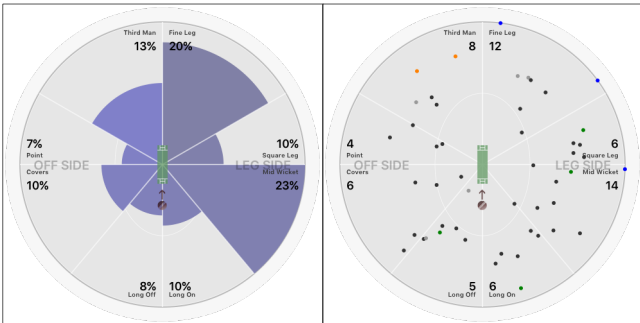 Third Man
13%
Fine Leg
20%
7%
Point
OFF SIDE
Covers
10%
10%
Square Leg
LEG SIDE
Mid Wicket
23%
8%
Long Off
10%
Long On
Third Man
8
Fine Leg
12
4
Point
OFF SIDE
Covers
6
6
Square Leg
LEG SIDE
Mid Wicket
14
5
Long Off
6
Long On